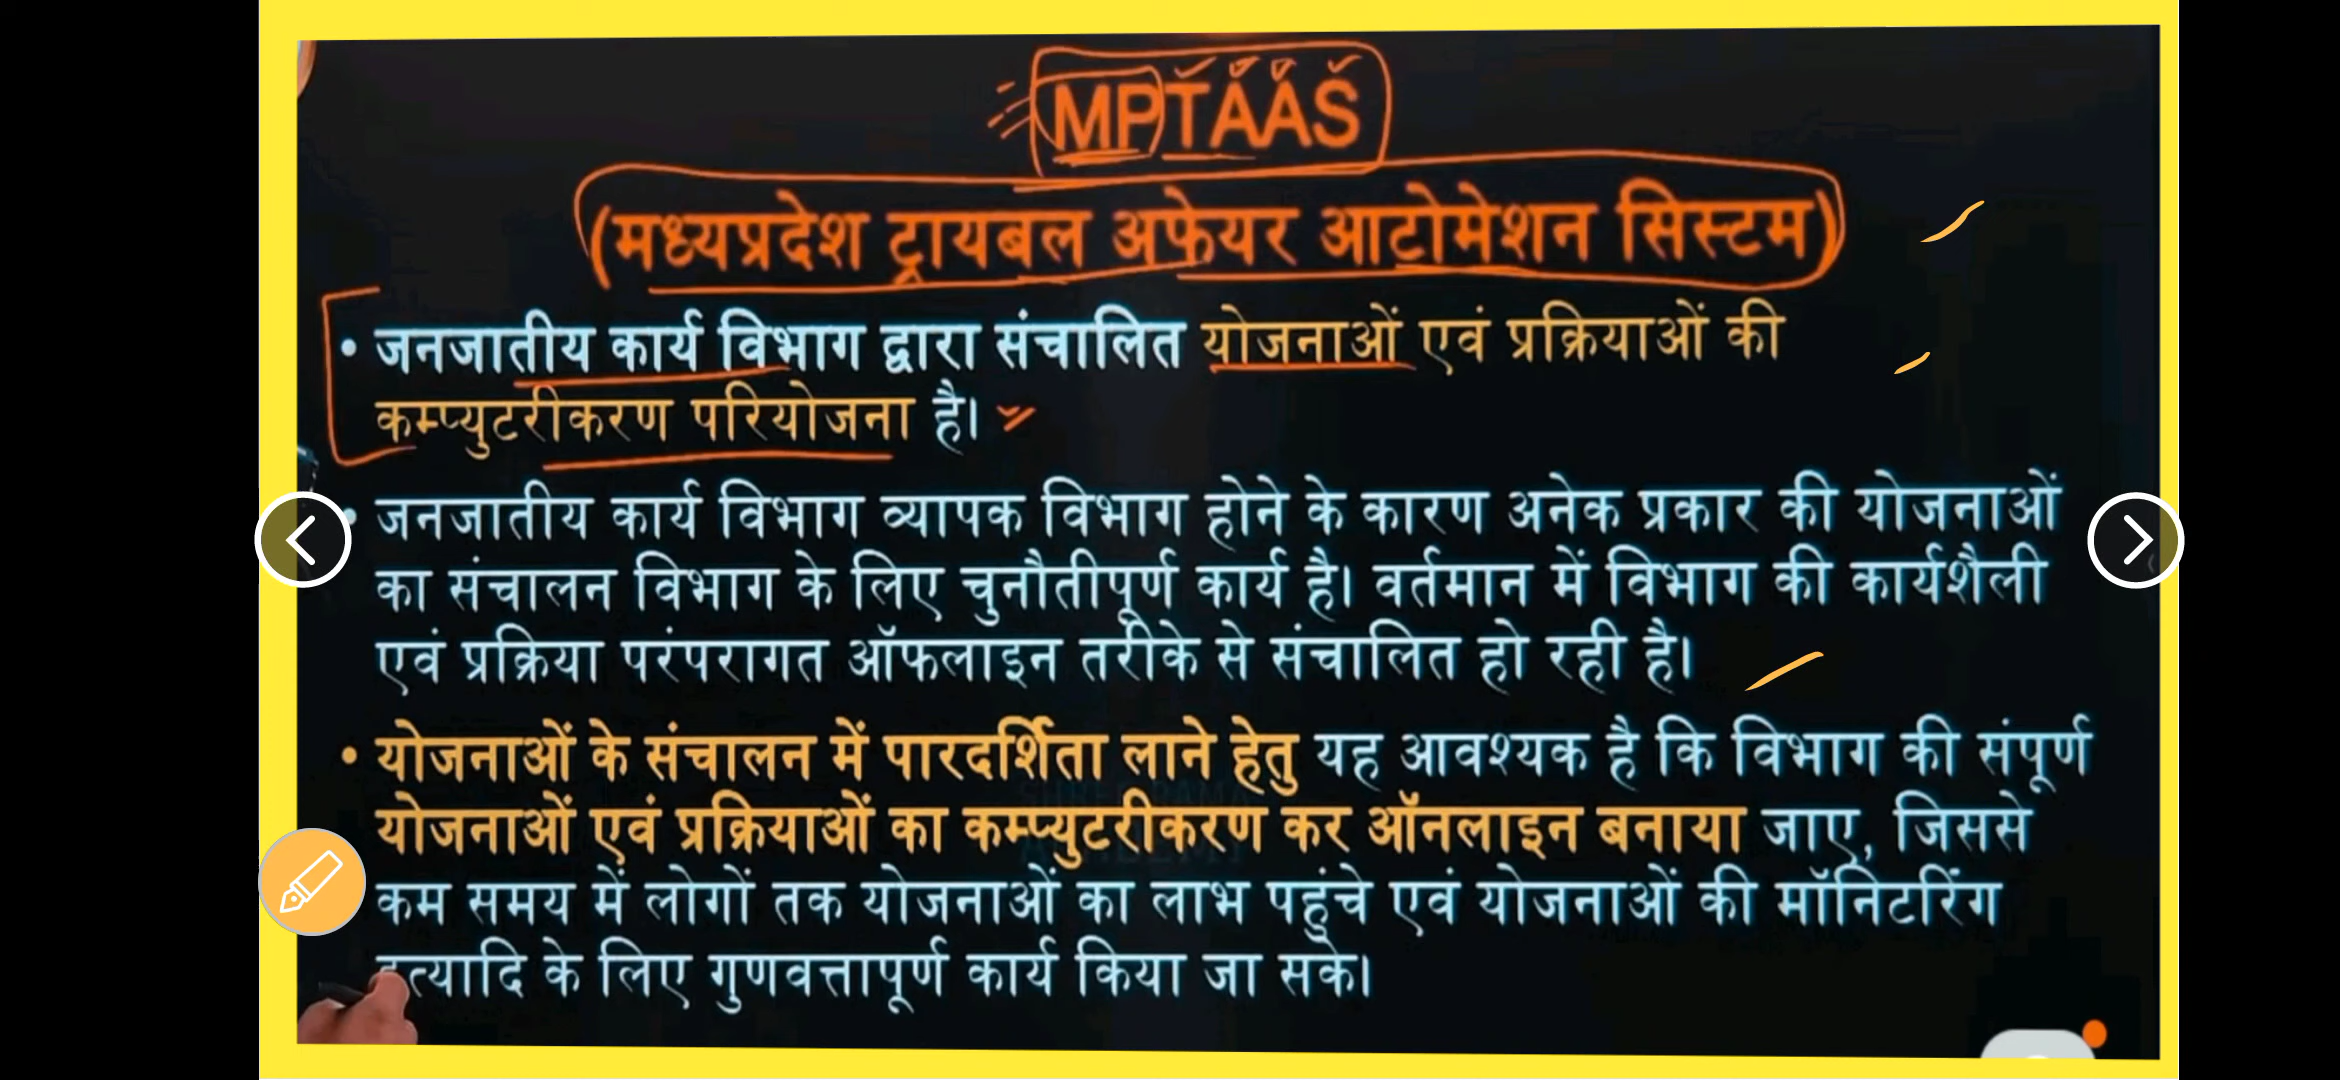 MPTAAS
(मध्यप्रदेश ट्रायबल अफेयर आटोमेशन सिस्टम)
• जनजातीय कार्य विभाग द्वारा संचालित योजनाओं एवं प्रक्रियाओं की
कम्प्युटरीकरण परियोजना है।
• जनजातीय कार्य विभाग व्यापक विभाग होने के कारण अनेक प्रकार की योजनाओं
का संचालन विभाग के लिए चुनौतीपूर्ण कार्य है। वर्तमान में विभाग की कार्यशैली
एवं प्रक्रिया परंपरागत ऑफलाइन तरीके से संचालित हो रही है।
• योजनाओं के संचालन में पारदर्शिता लाने हेतु यह आवश्यक है कि विभाग की संपूर्ण
योजनाओं एवं प्रक्रियाओं का कम्प्युटरीकरण कर ऑनलाइन बनाया जाए, जिससे
कम समय में लोगों तक योजनाओं का लाभ पहुंचे एवं योजनाओं की मॉनिटरिंग
इत्यादि के लिए गुणवत्तापूर्ण कार्य किया जा सके।